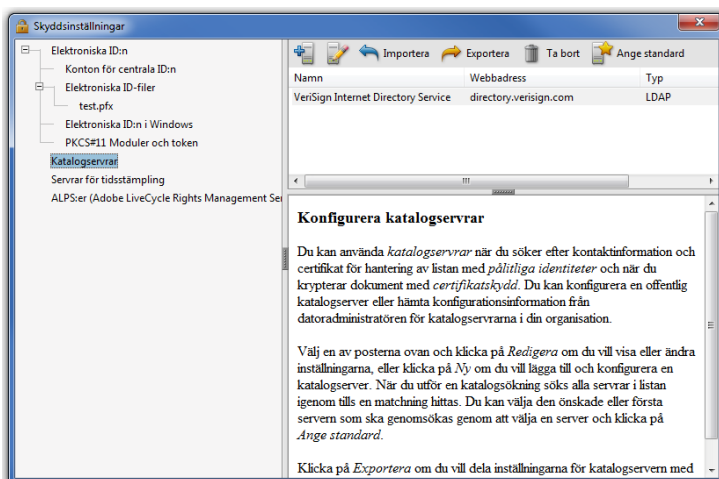 Skyddsinställningar
Elektroniska ID:n
Konton för centrala ID:n
Elektroniska ID-filer
test.pfx
Elektroniska ID:n i Windows
PKCS#11 Moduler och token
Katalogservrar
Servrar för tidsstämpling
ALPS:er (Adobe LiveCycle Rights Management Ser
Importera Exportera Ta bort Ange standard
Namn Webbadress Typ
VeriSign Internet Directory Service directory.verisign.com LDAP
Konfigurera katalogservrar
Du kan använda katalogservrar när du söker efter kontaktinformation och
certifikat för hantering av listan med pålitliga identiteter och när du
krypterar dokument med certifikatskydd. Du kan konfigurera en offentlig
katalogserver eller hämta konfigurationsinformation från
datoradministratören för katalogservrarna i din organisation.
Välj en av posterna ovan och klicka på Redigera om du vill visa eller ändra
inställningarna, eller klicka på Ny om du vill lägga till och konfigurera en
katalogserver. När du utför en katalogsökning söks alla servrar i listan
igenom tills en matchning hittas. Du kan välja den önskade eller första
servern som ska genomsökas genom att välja en server och klicka på
Ange standard.
Klicka på Exportera om du vill dela inställningarna för katalogservern med